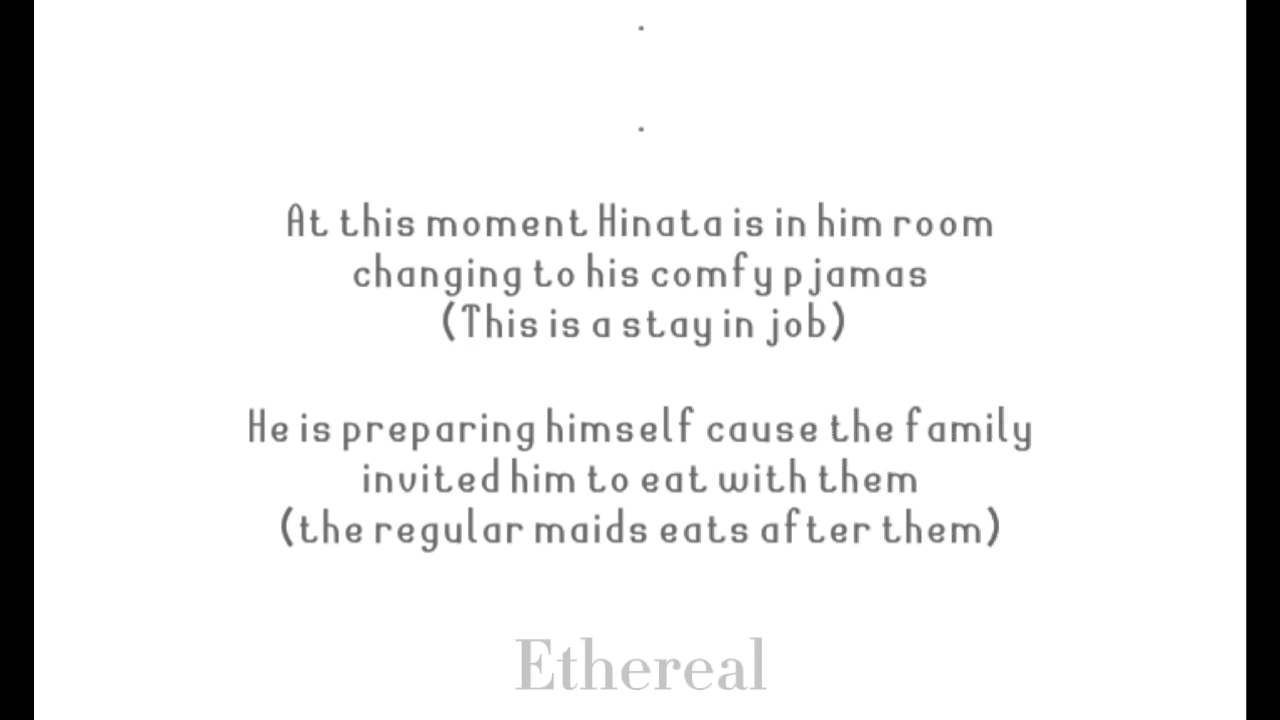 .
.
At this moment Hinata is in him room
changing to his comfy pjamas
(This is a stay in job)
He is preparing himself cause the family
invited him to eat with them
(the regular maids eats after them)
Ethereal